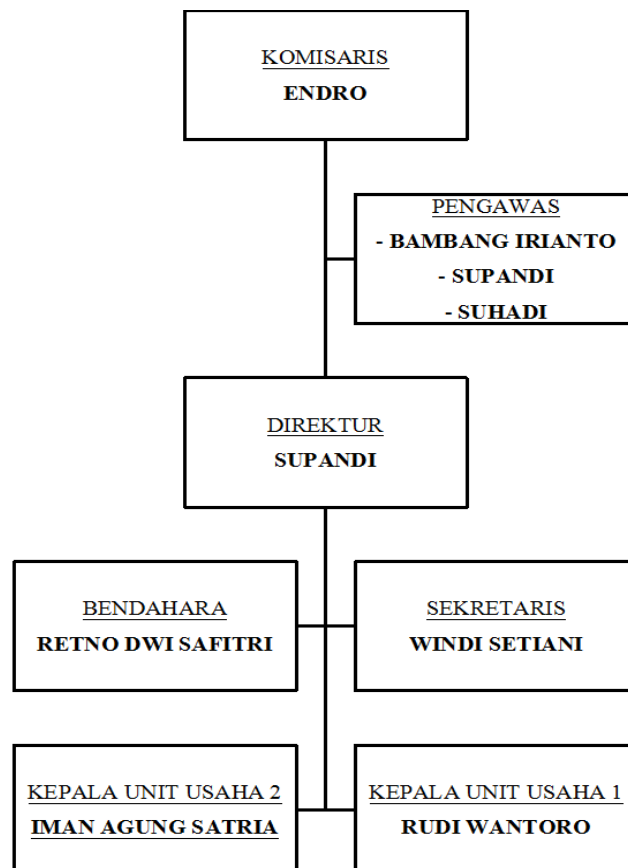 KOMISARIS
ENDRO
PENGAWAS
- BAMBANG IRIANTO
- SUPANDI
- SUHADI
DIREKTUR
SUPANDI
BENDAHARA
RETNO DWI SAFITRI
SEKRETARIS
WINDI SETIANI
KEPALA UNIT USAHA 2
IMAN AGUNG SATRIA
KEPALA UNIT USAHA 1
RUDI WANTORO